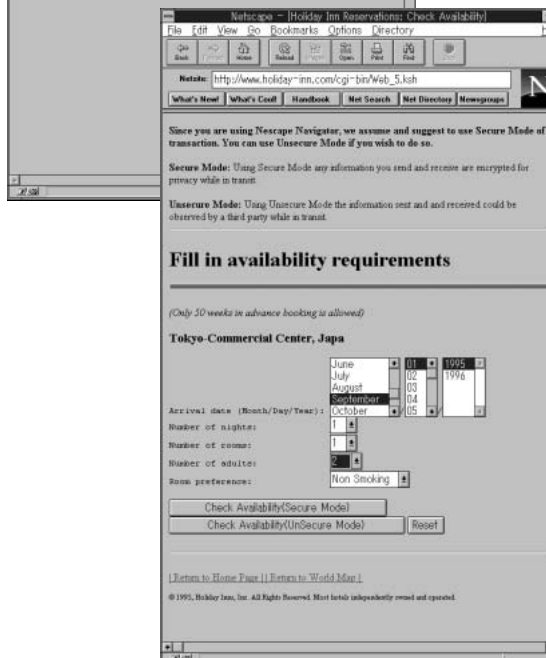 Netscape - [Holiday Inn Reservations: Check Availability]
File Edit View Go Bookmarks Options Directory
Back Forward Home Reload Images Open Print Find Stop
Netsite: http://www.holiday-inn.com/cgi-bin/Web_5.ksh
What's New! What's Cool! Handbook Net Search Net Directory Newsgroups
N
Since you are using Nescape Navigator, we assume and suggest to use Secure Mode of
transaction. You can use Unsecure Mode if you wish to do so.
Secure Mode: Using Secure Mode any information you send and receive are encrypted for
privacy while in transit.
Unsecure Mode: Using Unsecure Mode the information sent and and received could be
observed by a third party while in transit.
Fill in availability requirements
(Only 50 weeks in advance booking is allowed)
Tokyo-Commercial Center, Japa
June 01 1995
July 02 1996
August 03
September 04
Arrival date (Month/Day/Year): October / 05 /
Number of nights: 1
Number of rooms: 1
Number of adults: 2
Room preference: Non Smoking
Check Availability(Secure Mode)
Check Availability(UnSecure Mode) Reset
| Return to Home Page || Return to World Map |
© 1995, Holiday Inns, Inc. All Rights Reserved. Most hotels independently owned and operated.